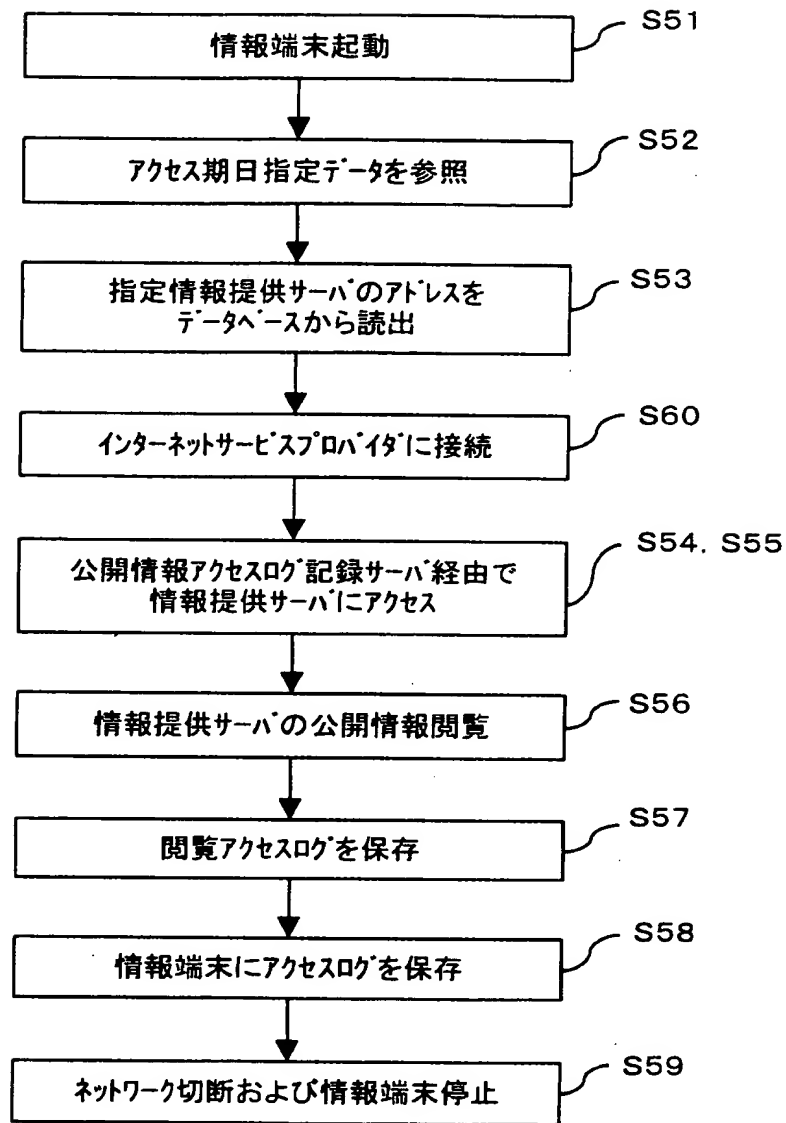 情報端末起動
S51
アクセス期日指定データを参照
S52
指定情報提供サーバのアドレスを
データベースから読出
S53
インターネットサービスプロバイダに接続
S60
公開情報アクセスログ記録サーバ経由で
情報提供サーバにアクセス
S54, S55
情報提供サーバの公開情報閲覧
S56
閲覧アクセスログを保存
S57
情報端末にアクセスログを保存
S58
ネットワーク切断および情報端末停止
S59